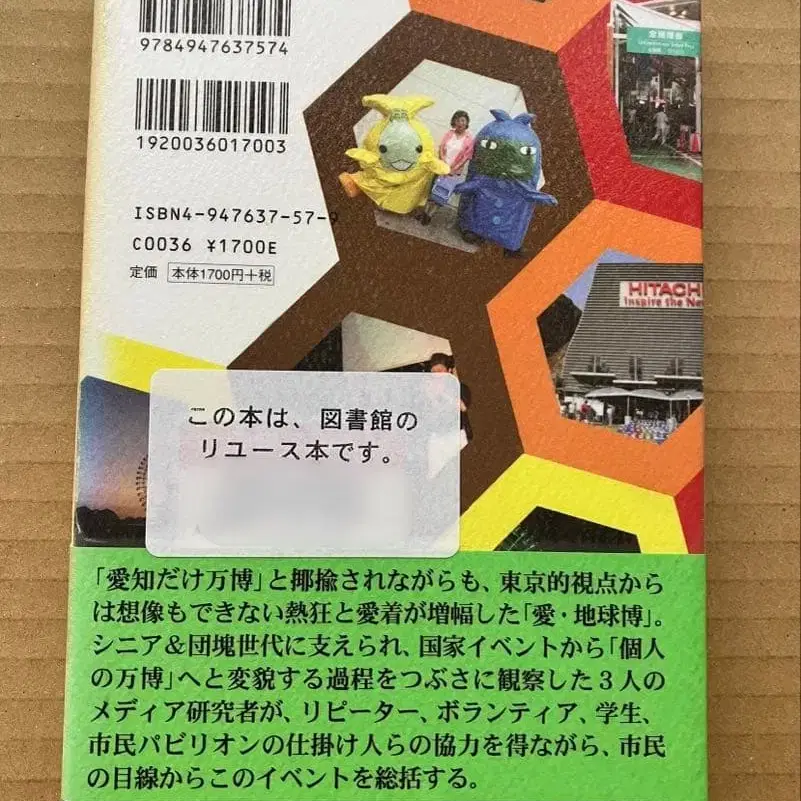 9784947637574
1920036017003
ISBN4-947637-57-9
C0036 ¥1700E
定価 本体1700円+税
HITACHI
Inspire the Ne
この本は、図書館の
リユース本です。
「愛知だけ万博」と揶揄されながらも、東京的視点から
は想像もできない熱狂と愛着が増幅した「愛・地球博」。
シニア＆団塊世代に支えられ、国家イベントから「個人
の万博」へと変貌する過程をつぶさに観察した3人の
メディア研究者が、リピーター、ボランティア、学生、
市民パビリオンの仕掛け人らの協力を得ながら、市民
の目線からこのイベントを総括する。